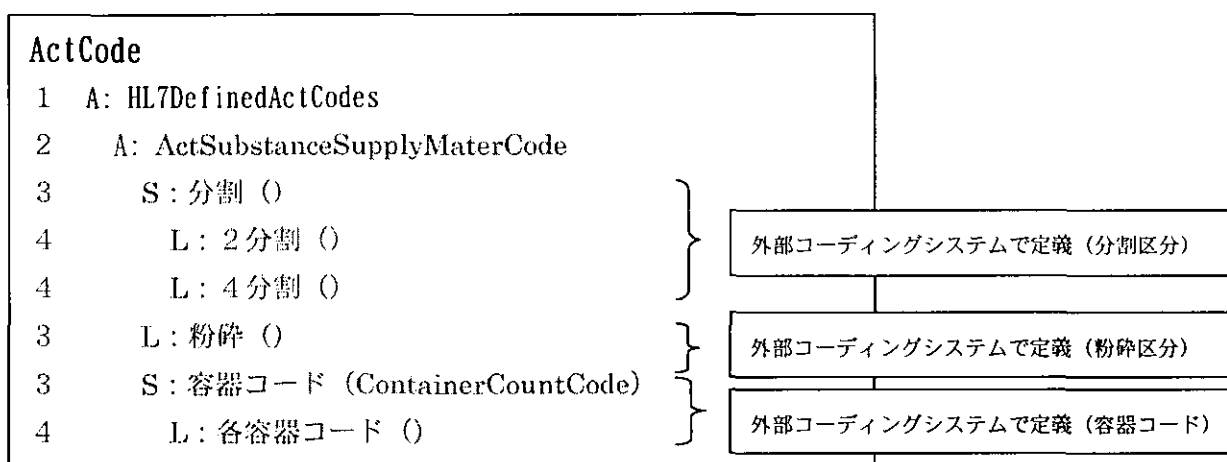 ActCode
1 A: HL7DefinedActCodes
2 A: ActSubstanceSupplyMaterCode
3 S:分割 ()
4 L:2分割 ()
4 L:4分割 ()
3 L:粉砕 ()
3 S:容器コード (ContainerCountCode)
4 L:各容器コード ()
外部コーディングシステムで定義(分割区分)
外部コーディングシステムで定義(粉砕区分)
外部コーディングシステムで定義(容器コード)